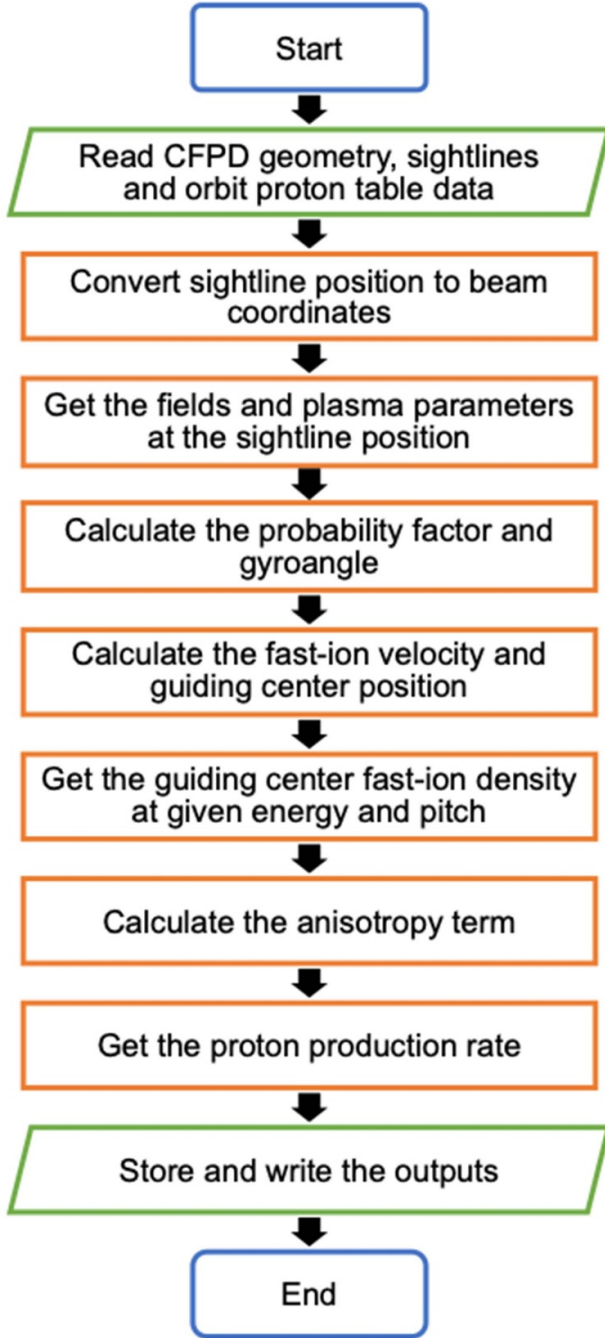 Start
Read CFPD geometry, sightlines
and orbit proton table data
Convert sightline position to beam
coordinates
Get the fields and plasma parameters
at the sightline position
Calculate the probability factor and
gyroangle
Calculate the fast-ion velocity and
guiding center position
Get the guiding center fast-ion density
at given energy and pitch
Calculate the anisotropy term
Get the proton production rate
Store and write the outputs
End